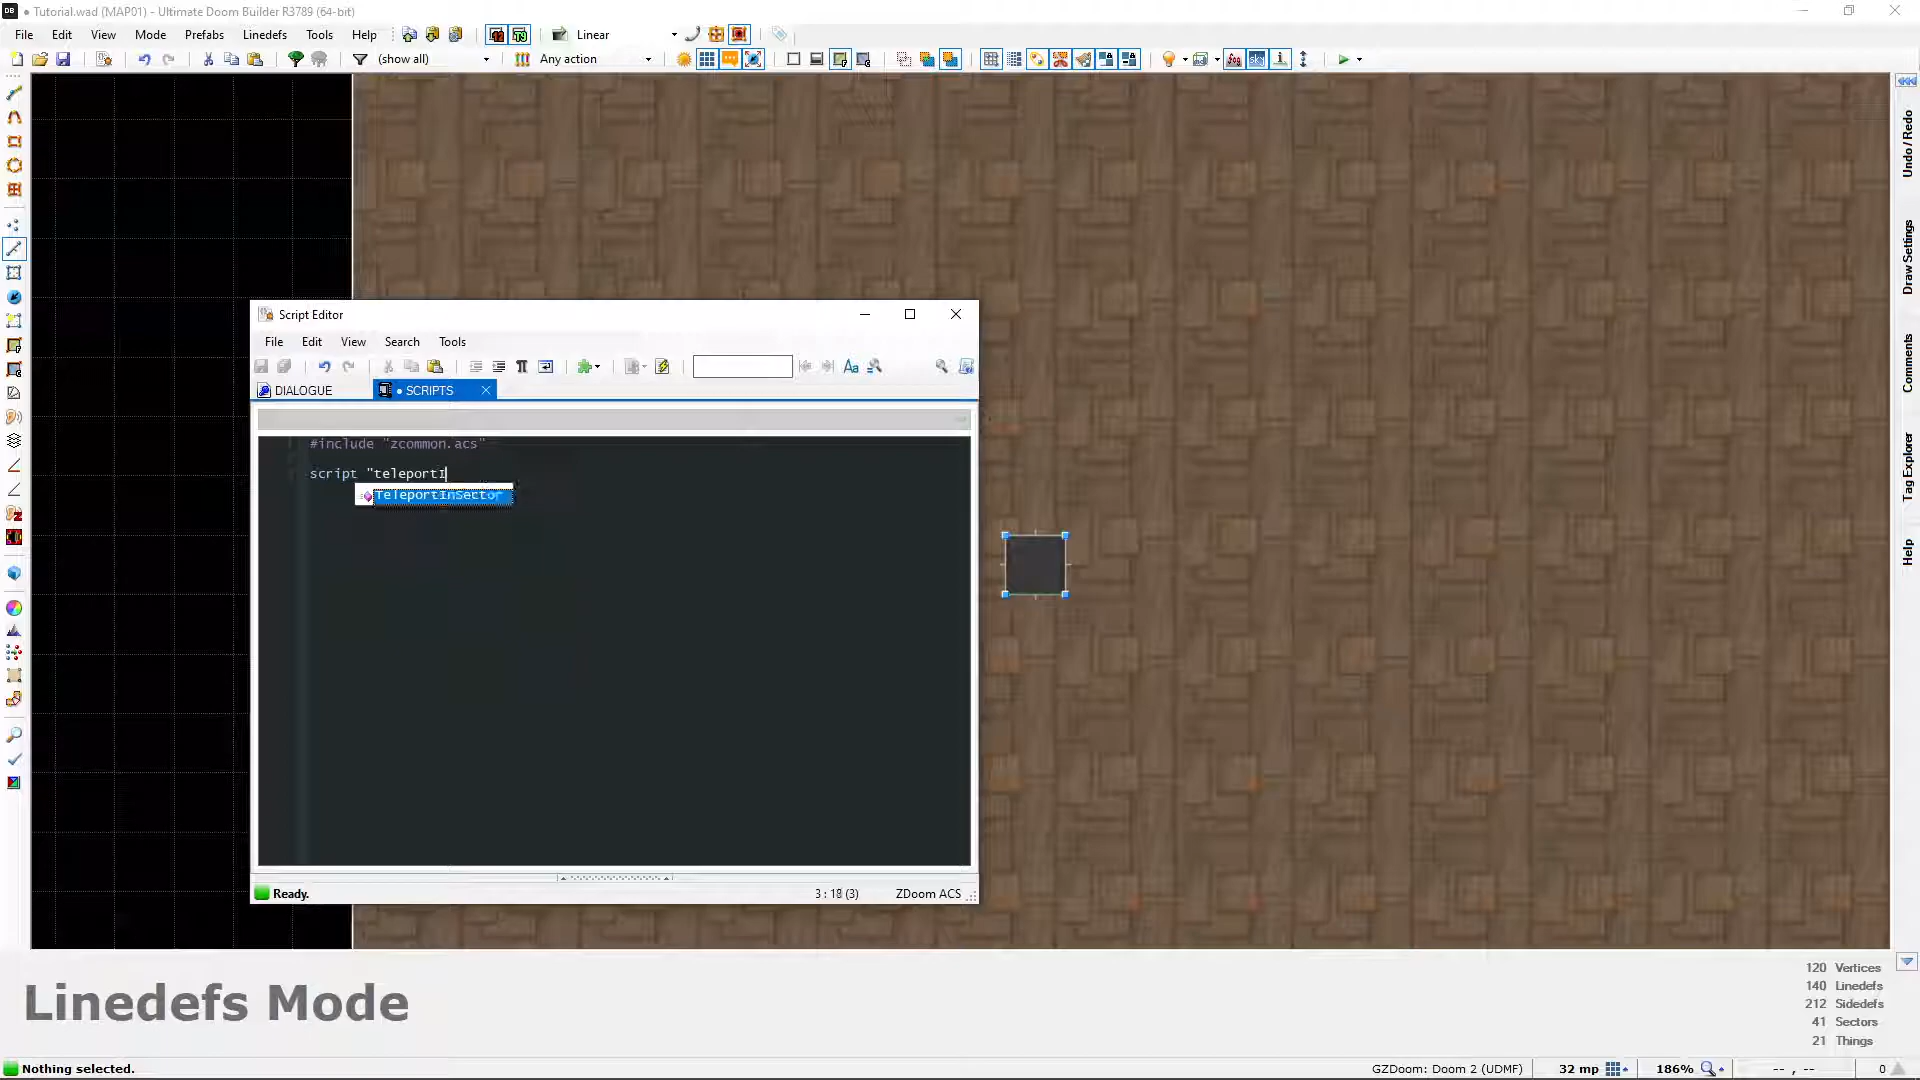 • Tutorial.wad (MAP01) - Ultimate Doom Builder R3789 (64-bit)
File Edit View Mode Prefabs Linedefs Tools Help Linear
(show all) Any action
Undo / Redo
Draw Settings
Comments
Tag Explorer
Help
Script Editor
File Edit View Search Tools
DIALOGUE • SCRIPTS
#include "zcommon.acs"
script "teleportI
TeleportInSector
Ready. 3 : 18 (3) ZDoom ACS
Linedefs Mode
120 Vertices
140 Linedefs
212 Sidedefs
41 Sectors
21 Things
Nothing selected. GZDoom: Doom 2 (UDMF) 32 mp 186% -- , -- 0